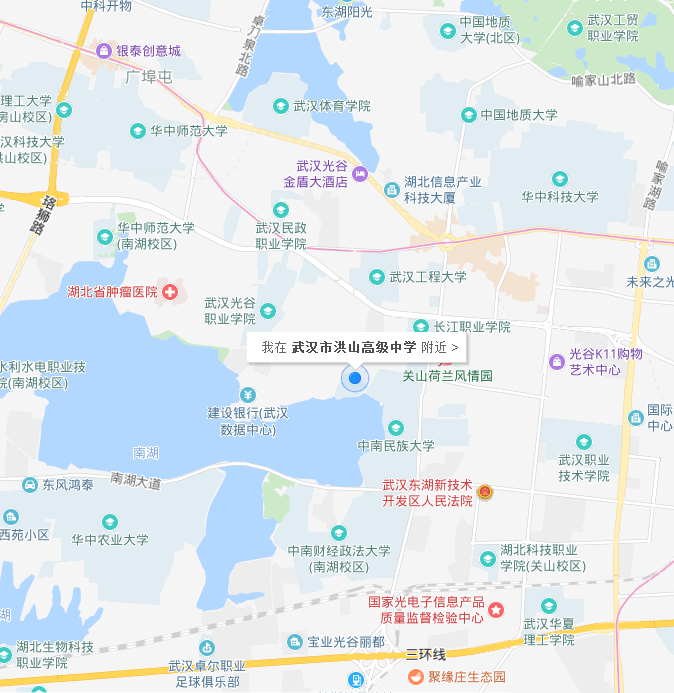 中科开物
东湖阳光
中国地质
大学(北区)
武汉工贸
职业学院
卓刀泉北路
银泰创意城
广埠屯
喻家山北路
理工大学
房山校区)
武汉体育学院
中国地质大学
华中师范大学
汉科技大学
洪山校区)
武汉光谷
金盾大酒店
湖北信息产业
科技大厦
华中科技大学
喻家湖路
珞狮路
武汉民政
职业学院
华中师范大学
(南湖校区)
未来之光
武汉工程大学
湖北省肿瘤医院
武汉光谷
职业学院
长江职业学院
我在 武汉市洪山高级中学 附近 >
光谷K11购物
艺术中心
水利水电职业技
院(南湖校区)
关山荷兰风情园
建设银行(武汉
数据中心)
国际
中心
中南民族大学
南湖
武汉职业
技术学院
南湖大道
东风鸿泰
武汉东湖新技术
开发区人民法院
西苑小区
华中农业大学
中南财经政法大学
(南湖校区)
湖北科技职业
学院(关山校区)
湖
国家光电子信息产品
质量监督检验中心
武汉华夏
理工学院
湖北生物科技
职业学院
武汉卓尔职业
足球俱乐部
宝业光谷丽都
三环线
聚缘庄生态园